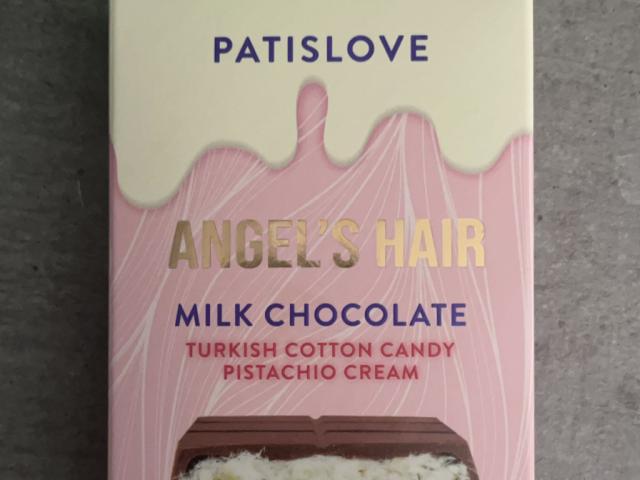 PATISLOVE
ANGEL'S HAIR
MILK CHOCOLATE
TURKISH COTTON CANDY
PISTACHIO CREAM